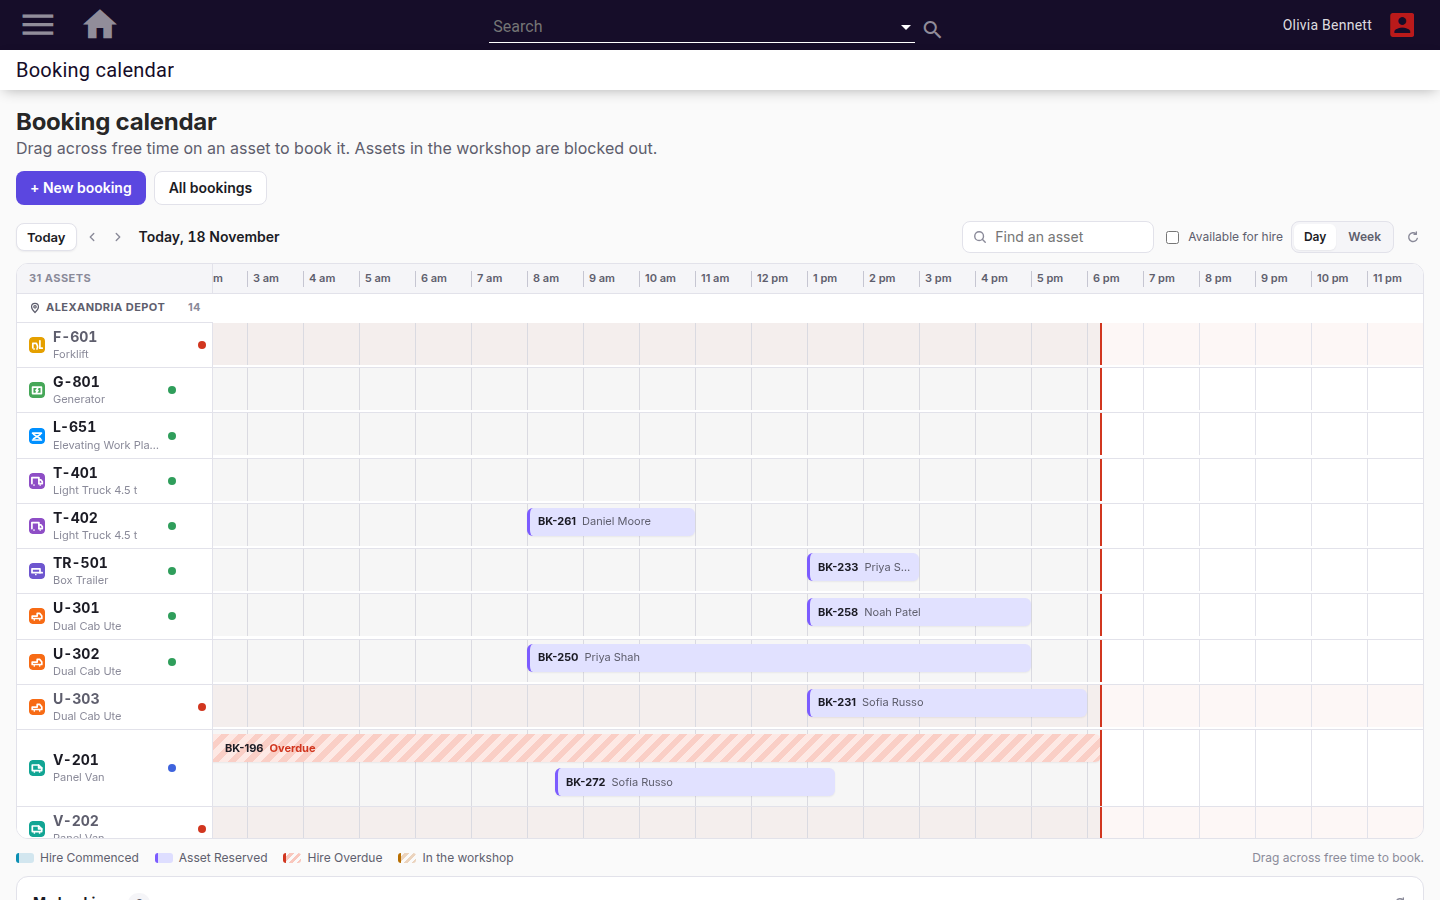 Search
Olivia Bennett
Booking calendar
Booking calendar
Drag across free time on an asset to book it. Assets in the workshop are blocked out.
+ New booking
All bookings
Today
Today, 18 November
Find an asset
Available for hire
Day
Week
31 ASSETS
m 3 am 4 am 5 am 6 am 7 am 8 am 9 am 10 am 11 am 12 pm 1 pm 2 pm 3 pm 4 pm 5 pm 6 pm 7 pm 8 pm 9 pm 10 pm 11 pm
ALEXANDRIA DEPOT 14
F-601
Forklift
G-801
Generator
L-651
Elevating Work Pla...
T-401
Light Truck 4.5 t
T-402
Light Truck 4.5 t
BK-261 Daniel Moore
TR-501
Box Trailer
BK-233 Priya S...
U-301
Dual Cab Ute
BK-258 Noah Patel
U-302
Dual Cab Ute
BK-250 Priya Shah
U-303
Dual Cab Ute
BK-231 Sofia Russo
V-201
Panel Van
BK-196 Overdue
BK-272 Sofia Russo
V-202
Panel Van
Hire Commenced
Asset Reserved
Hire Overdue
In the workshop
Drag across free time to book.